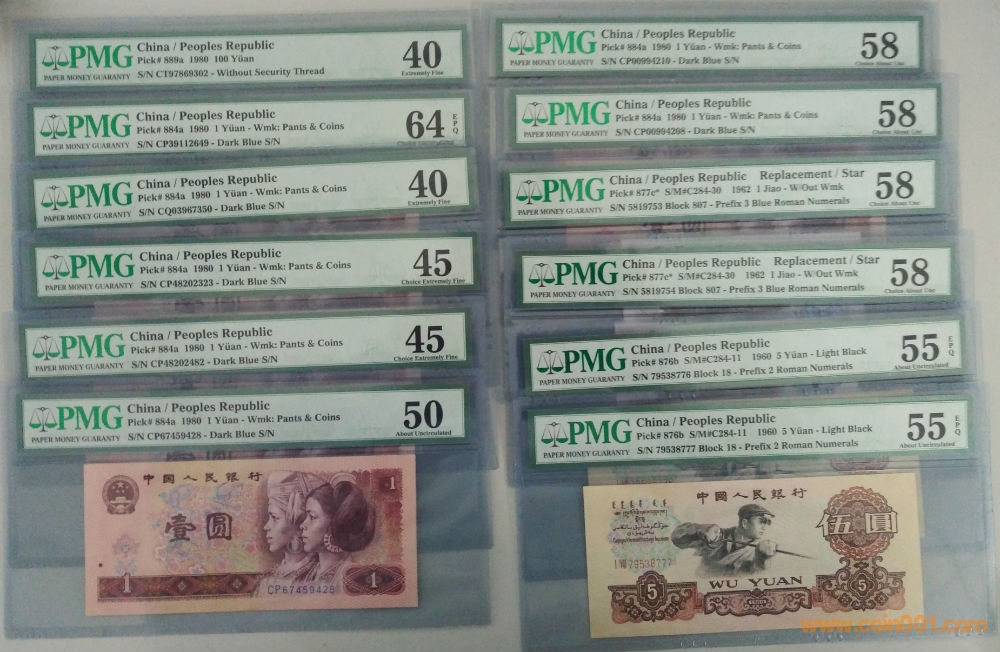 PMG
PAPER MONEY GUARANTY
China / Peoples Republic
Pick# 889a 1980 100 Yüan
S/N CT97869302 - Without Security Thread
40
Extremely Fine
PMG
PAPER MONEY GUARANTY
China / Peoples Republic
Pick# 884a 1980 1 Yüan - Wmk: Pants & Coins
S/N CP39112649 - Dark Blue S/N
64
EPQ
PMG
PAPER MONEY GUARANTY
China / Peoples Republic
Pick# 884a 1980 1 Yüan - Wmk: Pants & Coins
S/N CQ03967350 - Dark Blue S/N
40
Extremely Fine
PMG
PAPER MONEY GUARANTY
China / Peoples Republic
Pick# 884a 1980 1 Yüan - Wmk: Pants & Coins
S/N CP48202323 - Dark Blue S/N
45
Choice Extremely Fine
PMG
PAPER MONEY GUARANTY
China / Peoples Republic
Pick# 884a 1980 1 Yüan - Wmk: Pants & Coins
S/N CP48202482 - Dark Blue S/N
45
Choice Extremely Fine
PMG
PAPER MONEY GUARANTY
China / Peoples Republic
Pick# 884a 1980 1 Yüan - Wmk: Pants & Coins
S/N CP67459428 - Dark Blue S/N
50
About Uncirculated
中国人民银行
1
壹圆
CP67459428
1
1
PMG
PAPER MONEY GUARANTY
China / Peoples Republic
Pick# 884a 1980 1 Yüan - Wmk: Pants & Coins
S/N CP00994210 - Dark Blue S/N
58
Choice About Unc
PMG
PAPER MONEY GUARANTY
China / Peoples Republic
Pick# 884a 1980 1 Yüan - Wmk: Pants & Coins
S/N CP00994208 - Dark Blue S/N
58
Choice About Unc
PMG
PAPER MONEY GUARANTY
China / Peoples Republic Replacement / Star
Pick# 877c* S/M#C284-30 1962 1 Jiao - W/Out Wmk
S/N 5819753 Block 807 - Prefix 3 Blue Roman Numerals
58
Choice About Unc
PMG
PAPER MONEY GUARANTY
China / Peoples Republic Replacement / Star
Pick# 877c* S/M#C284-30 1962 1 Jiao - W/Out Wmk
S/N 5819754 Block 807 - Prefix 3 Blue Roman Numerals
58
Choice About Unc
PMG
PAPER MONEY GUARANTY
China / Peoples Republic
Pick# 876b S/M#C284-11 1960 5 Yüan - Light Black
S/N 79538776 Block 18 - Prefix 2 Roman Numerals
55
EPQ
About Uncirculated
PMG
PAPER MONEY GUARANTY
China / Peoples Republic
Pick# 876b S/M#C284-11 1960 5 Yüan - Light Black
S/N 79538777 Block 18 - Prefix 2 Roman Numerals
55
EPQ
About Uncirculated
中国人民银行
伍圆
79538777
WU YUAN
5
5
www.coin001.com